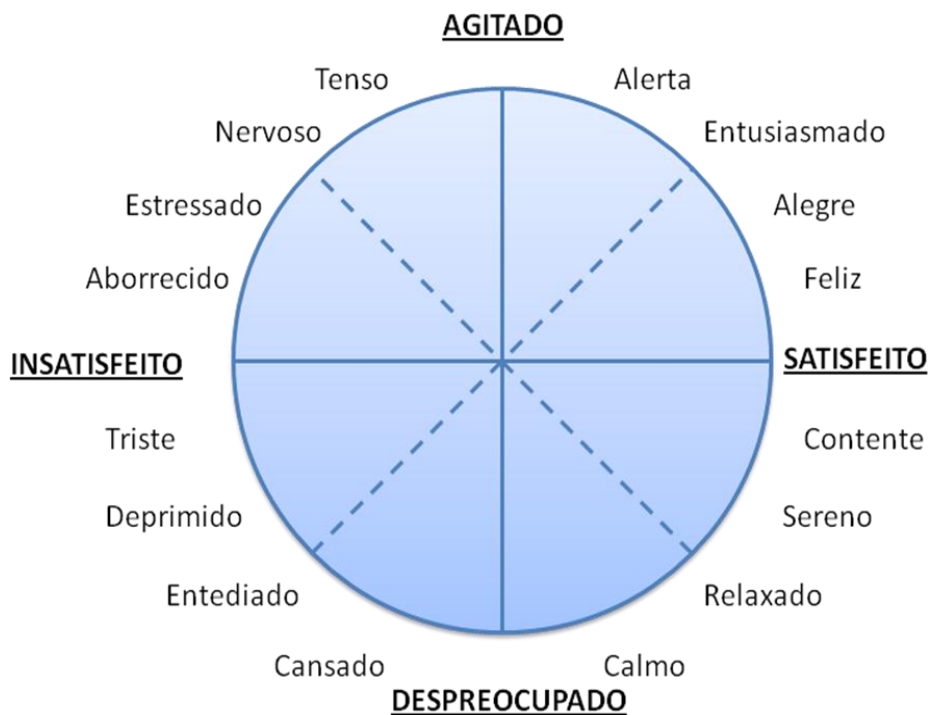 AGITADO
Tenso Alerta
Nervoso Entusiasmado
Estressado Alegre
Aborrecido Feliz
INSATISFEITO SATISFEITO
Triste Contente
Deprimido Sereno
Entediado Relaxado
Cansado Calmo
DESPREOCUPADO